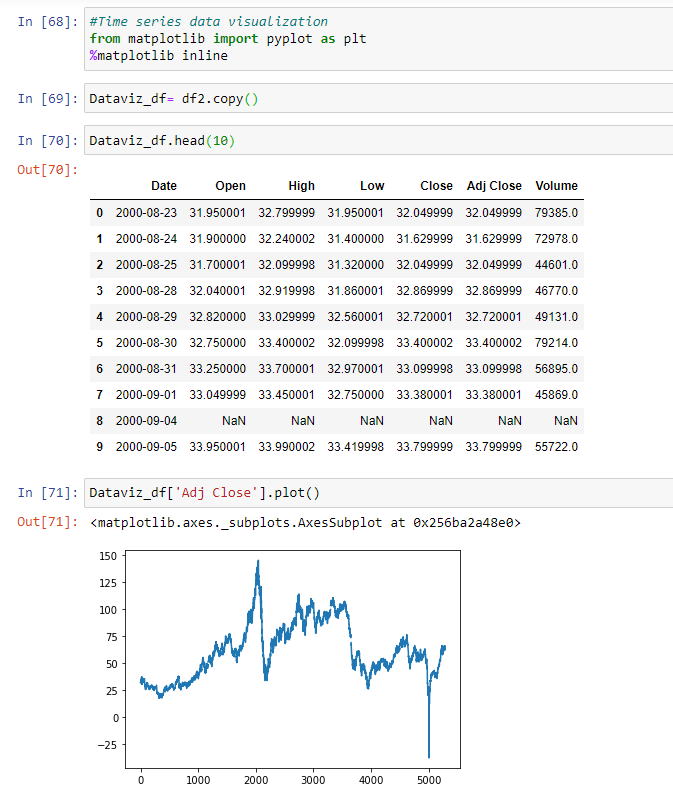 In [68]: #Time series data visualization
from matplotlib import pyplot as plt
%matplotlib inline
In [69]: Dataviz_df= df2.copy()
In [70]: Dataviz_df.head(10)
Out[70]:
Date Open High Low Close Adj Close Volume
0 2000-08-23 31.950001 32.799999 31.950001 32.049999 32.049999 79385.0
1 2000-08-24 31.900000 32.240002 31.400000 31.629999 31.629999 72978.0
2 2000-08-25 31.700001 32.099998 31.320000 32.049999 32.049999 44601.0
3 2000-08-28 32.040001 32.919998 31.860001 32.869999 32.869999 46770.0
4 2000-08-29 32.820000 33.029999 32.560001 32.720001 32.720001 49131.0
5 2000-08-30 32.750000 33.400002 32.099998 33.400002 33.400002 79214.0
6 2000-08-31 33.250000 33.700001 32.970001 33.099998 33.099998 56895.0
7 2000-09-01 33.049999 33.450001 32.750000 33.380001 33.380001 45869.0
8 2000-09-04 NaN NaN NaN NaN NaN NaN
9 2000-09-05 33.950001 33.990002 33.419998 33.799999 33.799999 55722.0
In [71]: Dataviz_df['Adj Close'].plot()
Out[71]: <matplotlib.axes._subplots.AxesSubplot at 0x256ba2a48e0>
150
125
100
75
50
25
0
−25
0 1000 2000 3000 4000 5000